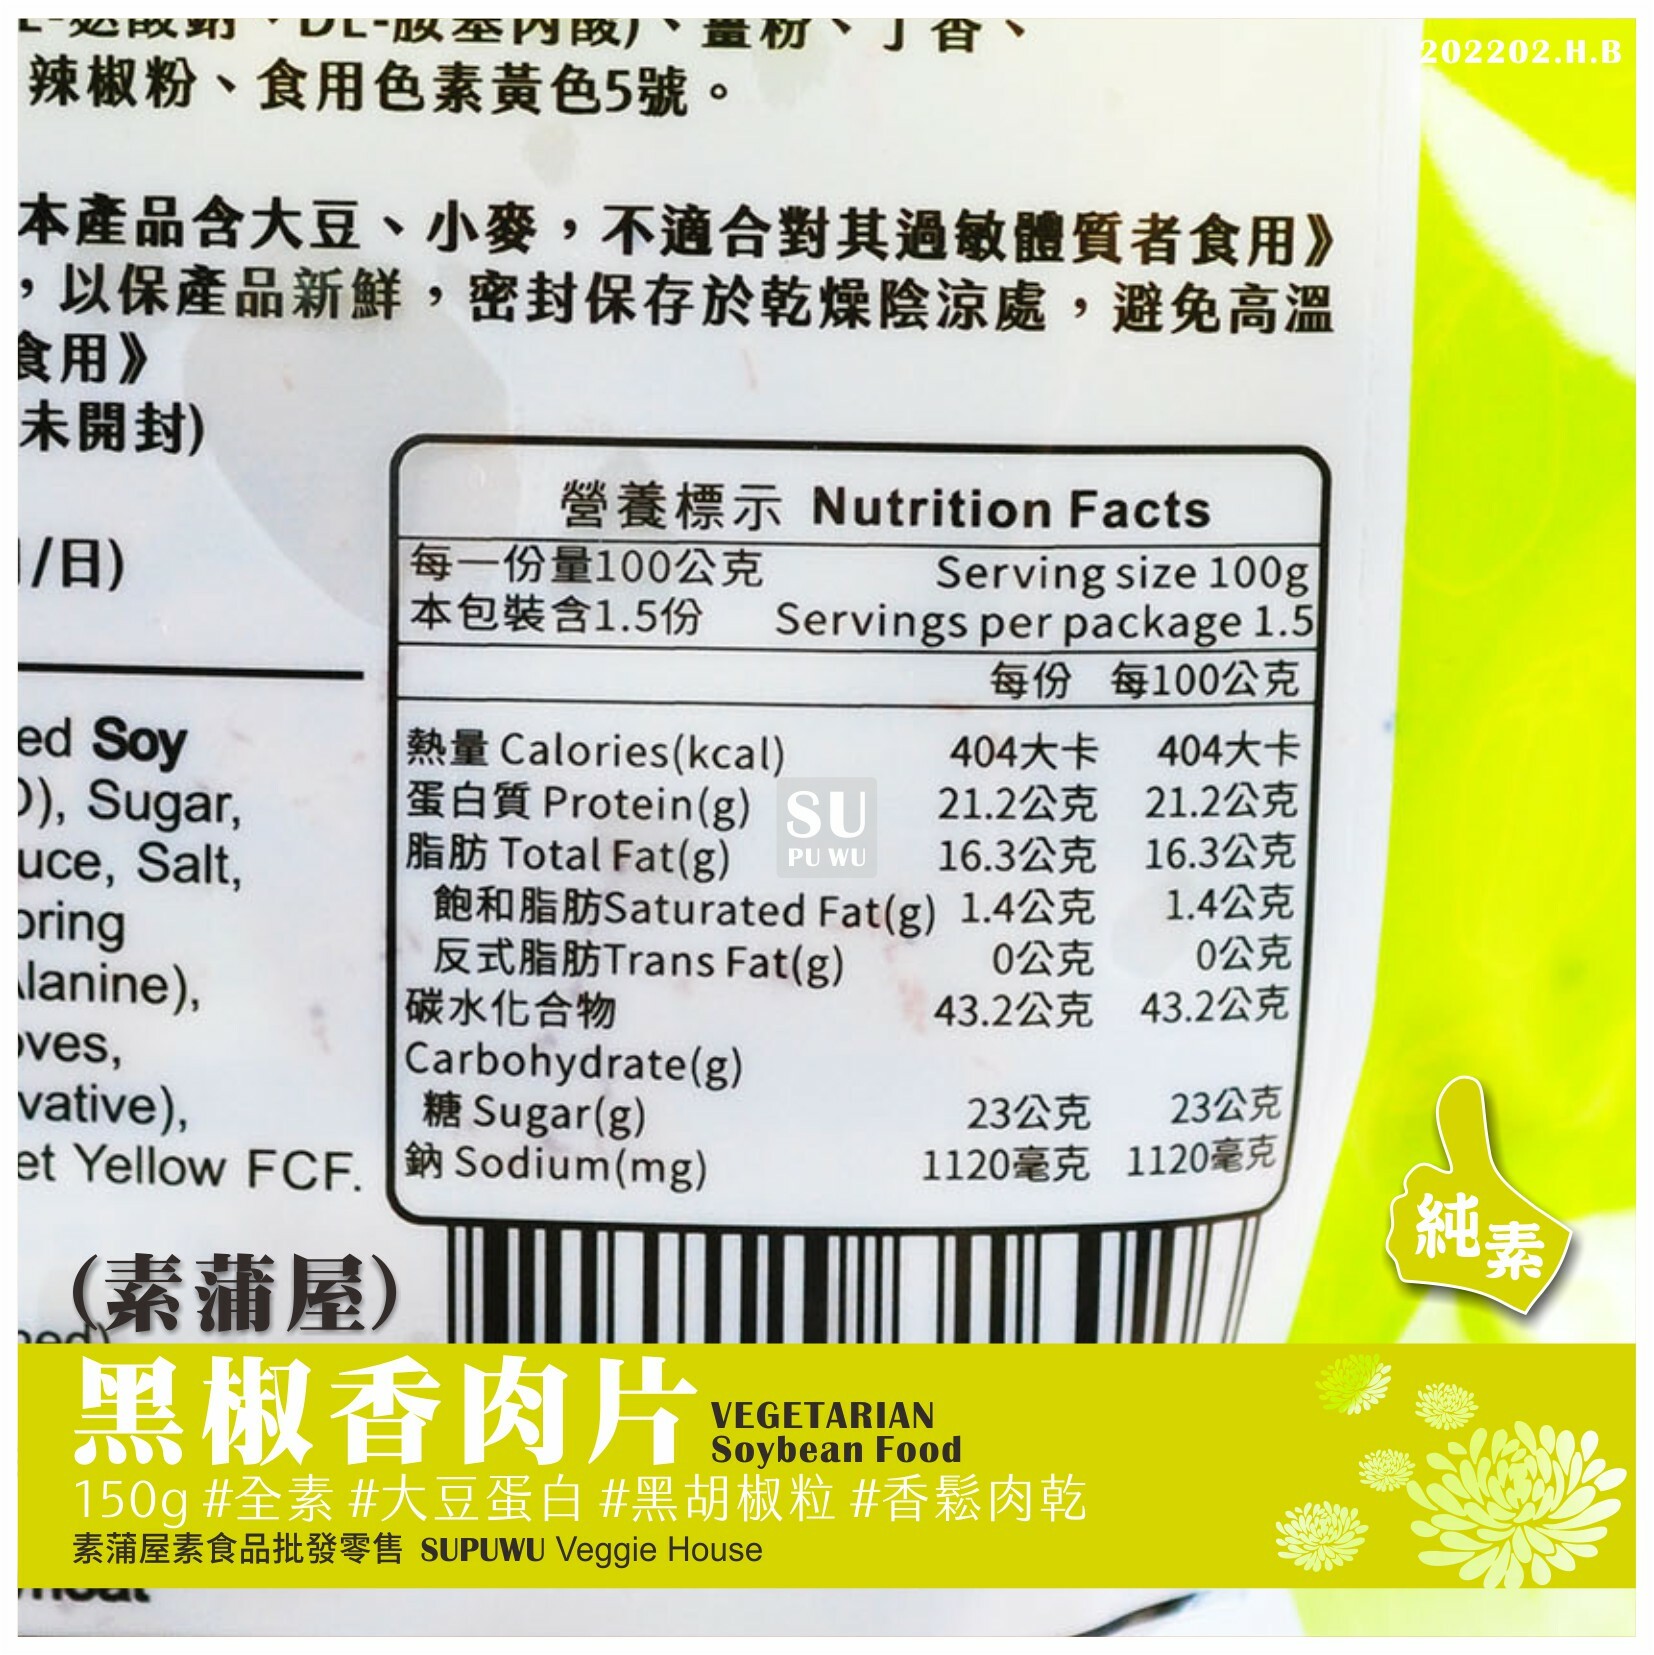 L-麩酸鈉、DL-胺基丙酸)、薑粉、丁香、
辣椒粉、食用色素黃色5號。
202202.H.B
本產品含大豆、小麥，不適合對其過敏體質者食用》
，以保產品新鮮，密封保存於乾燥陰涼處，避免高溫
食用》
未開封)
/日)
營養標示 Nutrition Facts
每一份量100公克 Serving size 100g
本包裝含1.5份 Servings per package 1.5
每份 每100公克
熱量 Calories(kcal) 404大卡 404大卡
蛋白質 Protein(g) 21.2公克 21.2公克
脂肪 Total Fat(g) 16.3公克 16.3公克
飽和脂肪Saturated Fat(g) 1.4公克 1.4公克
反式脂肪Trans Fat(g) 0公克 0公克
碳水化合物 43.2公克 43.2公克
Carbohydrate(g)
糖 Sugar(g) 23公克 23公克
鈉 Sodium(mg) 1120毫克 1120毫克
SU
PU WU
ed Soy
), Sugar,
uce, Salt,
oring
lanine),
ves,
vative),
et Yellow FCF.
純素
(素蒲屋)
黑椒香肉片 VEGETARIAN
Soybean Food
150g #全素 #大豆蛋白 #黑胡椒粒 #香鬆肉乾
素蒲屋素食品批發零售 SUPUWU Veggie House